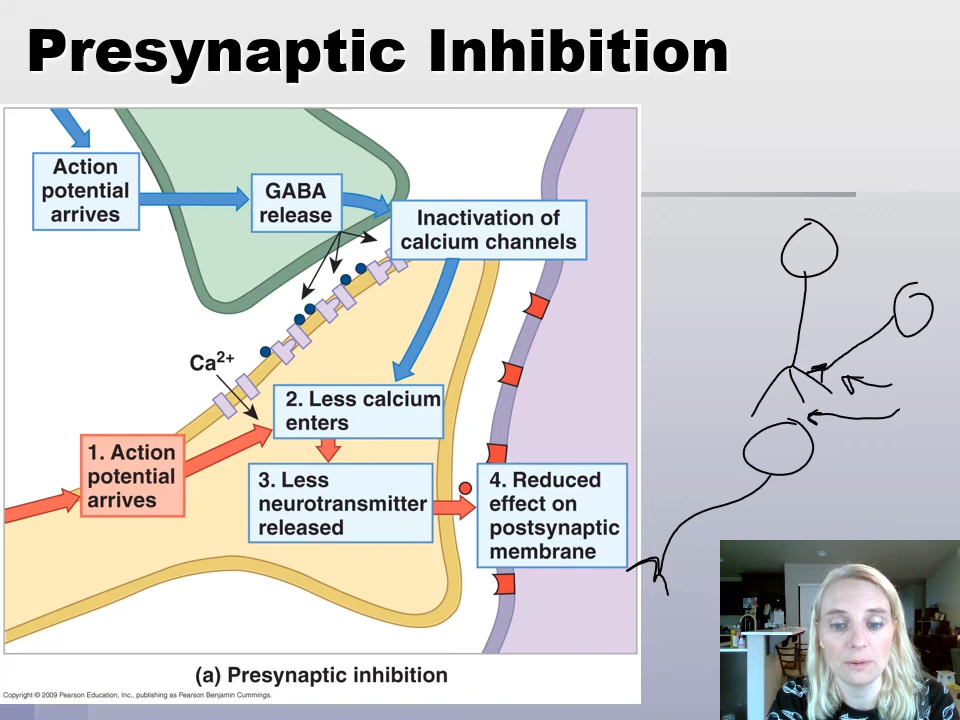 Presynaptic Inhibition
Action
potential
arrives
GABA
release
Inactivation of
calcium channels
Ca2+
2. Less calcium
enters
1. Action
potential
arrives
3. Less
neurotransmitter
released
4. Reduced
effect on
postsynaptic
membrane
(a) Presynaptic inhibition
Copyright © 2009 Pearson Education, Inc., publishing as Pearson Benjamin Cummings.